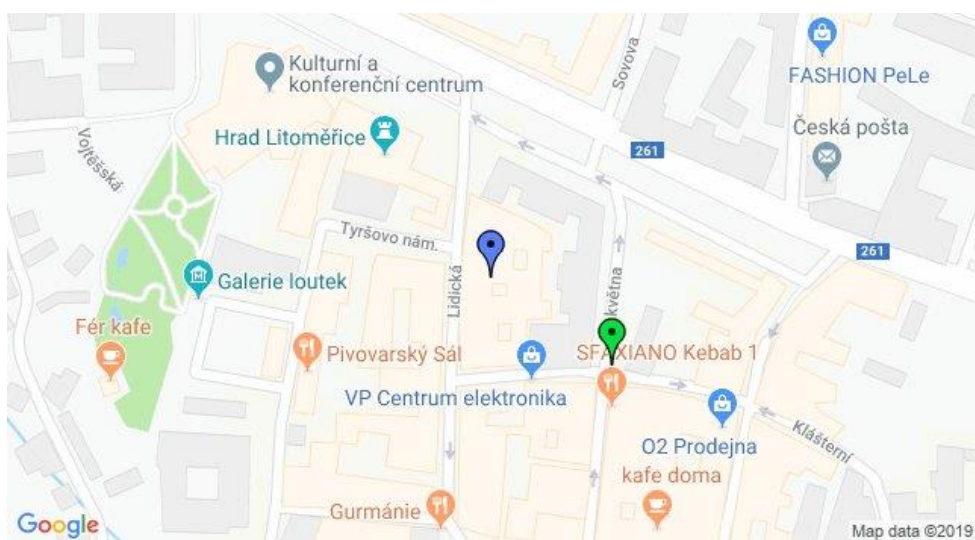 Kulturní a
konferenční centrum
Sovova
FASHION PeLe
Hrad Litoměřice
261
Česká pošta
Vojtěšská
Tyršovo nám.
261
Galerie loutek
Lidická
května
Fér kafe
Pivovarský Sál
SFAXIANO Kebab 1
VP Centrum elektronika
O2 Prodejna
Klášterní
kafe doma
Gurmánie
Google
Map data ©2019